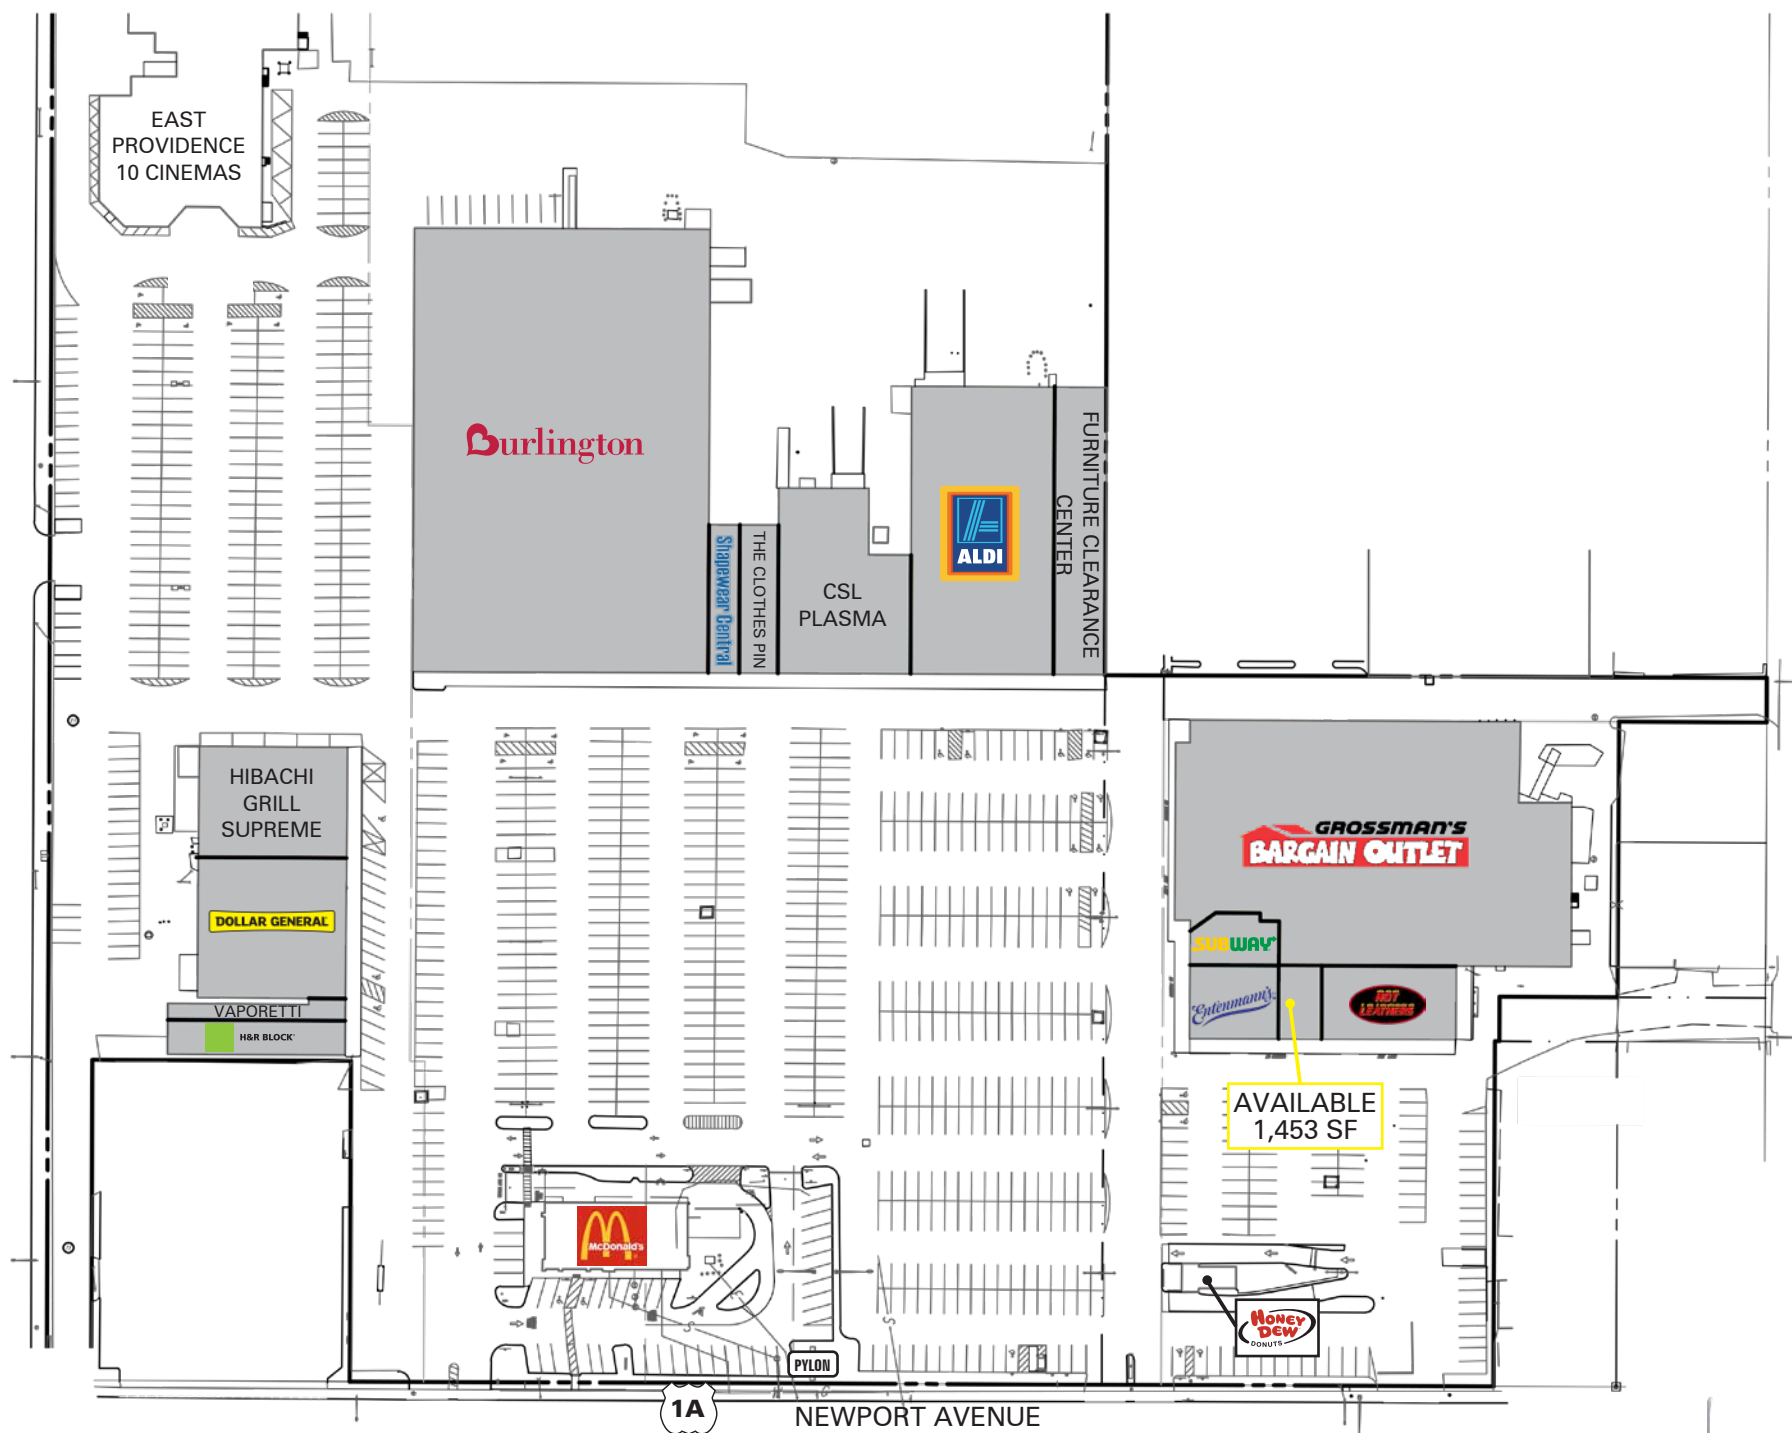 EAST
PROVIDENCE
10 CINEMAS
Burlington
Shapewear Central
THE CLOTHES PIN
CSL
PLASMA
ALDI
FURNITURE CLEARANCE
CENTER
HIBACHI
GRILL
SUPREME
DOLLAR GENERAL
VAPORETTI
H&R BLOCK
GROSSMAN'S
BARGAIN OUTLET
SUBWAY
Entenmann's
HOT
LEATHERS
AVAILABLE
1,453 SF
McDonald's
HONEY
DEW
DONUTS
PYLON
1A
NEWPORT AVENUE